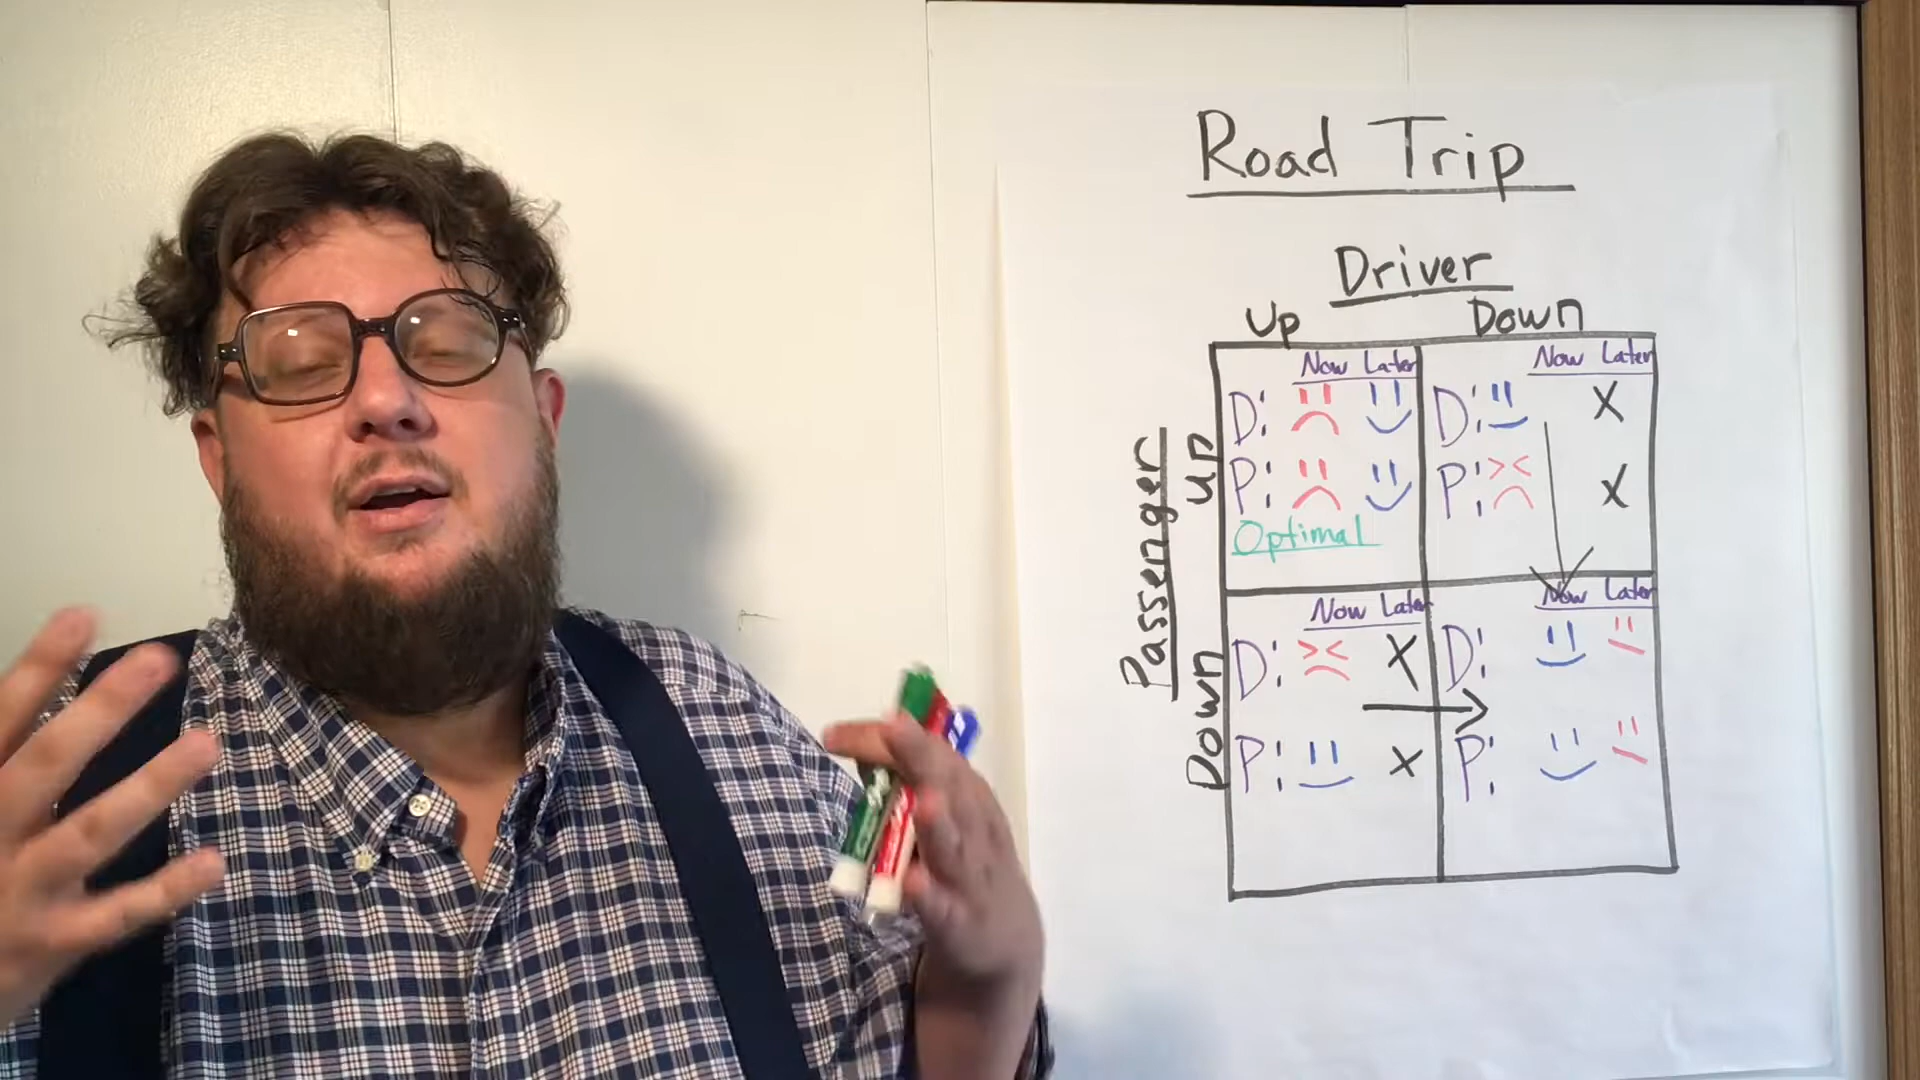 Road Trip
Driver
Up Down
Passenger
Up
Now Later
D:
P:
Optimal
Now Later
D: X
P: X
Down
Now Later
D: X
P: X
Now Later
D:
P: